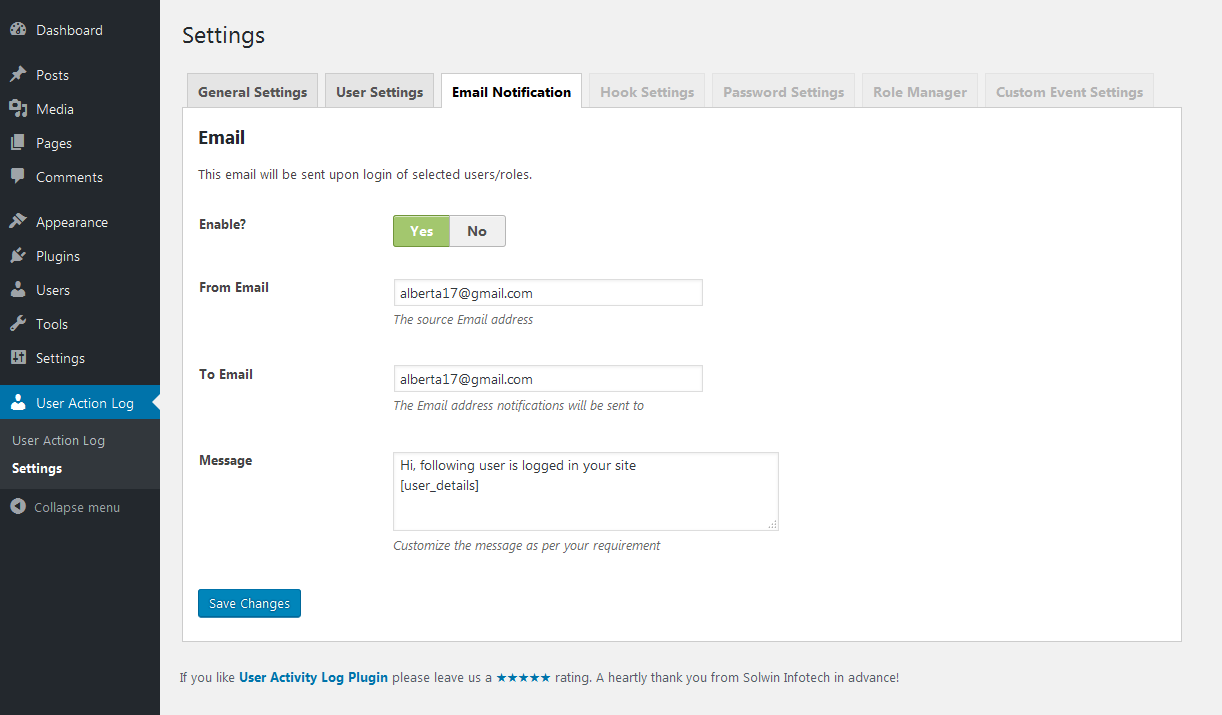 Dashboard
Posts
Media
Pages
Comments
Appearance
Plugins
Users
Tools
Settings
User Action Log
User Action Log
Settings
Collapse menu
Settings
General Settings User Settings Email Notification Hook Settings Password Settings Role Manager Custom Event Settings
Email
This email will be sent upon login of selected users/roles.
Enable? Yes No
From Email alberta17@gmail.com
The source Email address
To Email alberta17@gmail.com
The Email address notifications will be sent to
Message Hi, following user is logged in your site
[user_details]
Customize the message as per your requirement
Save Changes
If you like User Activity Log Plugin please leave us a ★★★★★ rating. A heartly thank you from Solwin Infotech in advance!